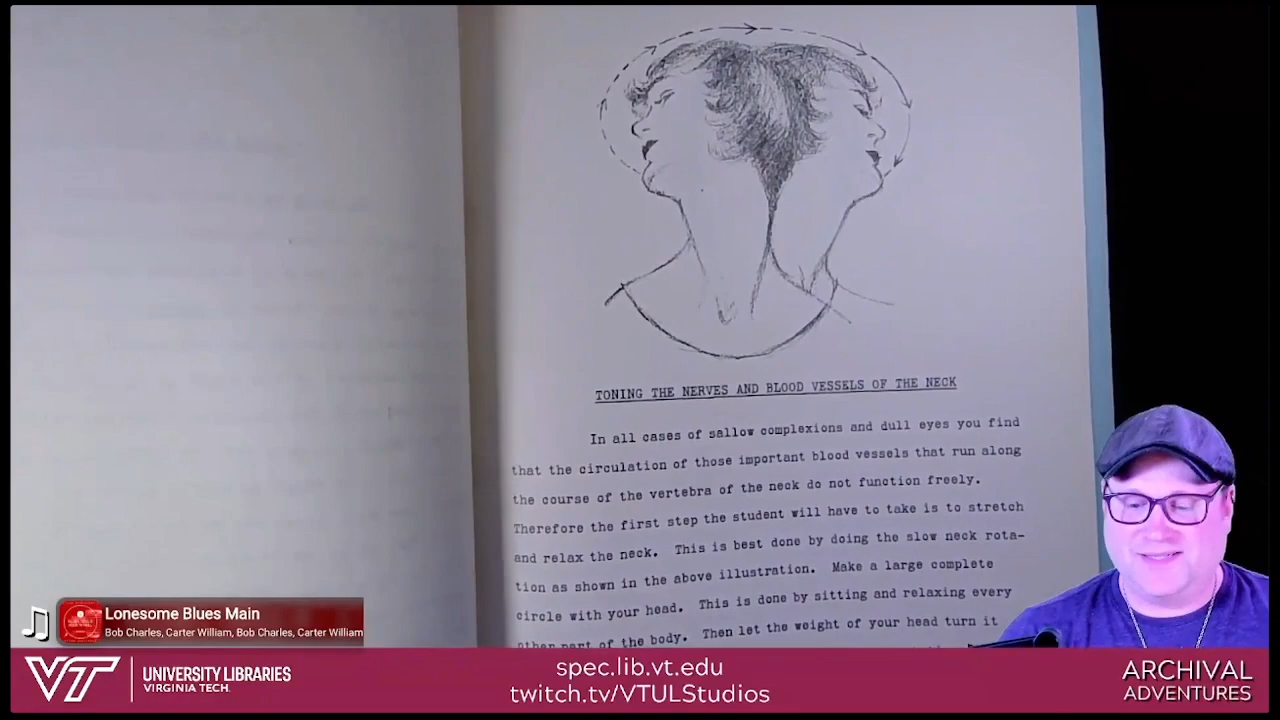 TONING THE NERVES AND BLOOD VESSELS OF THE NECK
In all cases of sallow complexions and dull eyes you find
that the circulation of those important blood vessels that run along
the course of the vertebra of the neck do not function freely.
Therefore the first step the student will have to take is to stretch
and relax the neck. This is best done by doing the slow neck rota-
tion as shown in the above illustration. Make a large complete
circle with your head. This is done by sitting and relaxing every
other part of the body. Then let the weight of your head turn it
Lonesome Blues Main
Bob Charles, Carter William, Bob Charles, Carter William
VT
UNIVERSITY LIBRARIES
VIRGINIA TECH.
spec.lib.vt.edu
twitch.tv/VTULStudios
ARCHIVAL
ADVENTURES